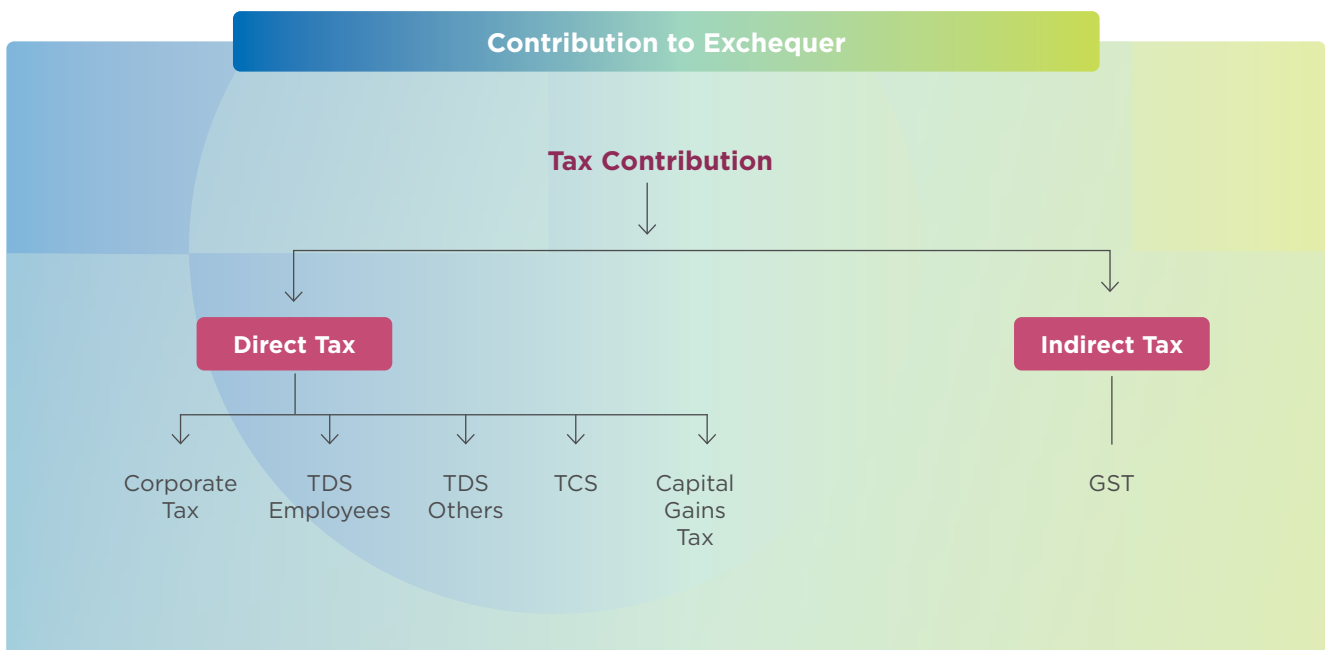 Contribution to Exchequer
Tax Contribution
Direct Tax
Indirect Tax
Corporate
Tax
TDS
Employees
TDS
Others
TCS
Capital
Gains
Tax
GST